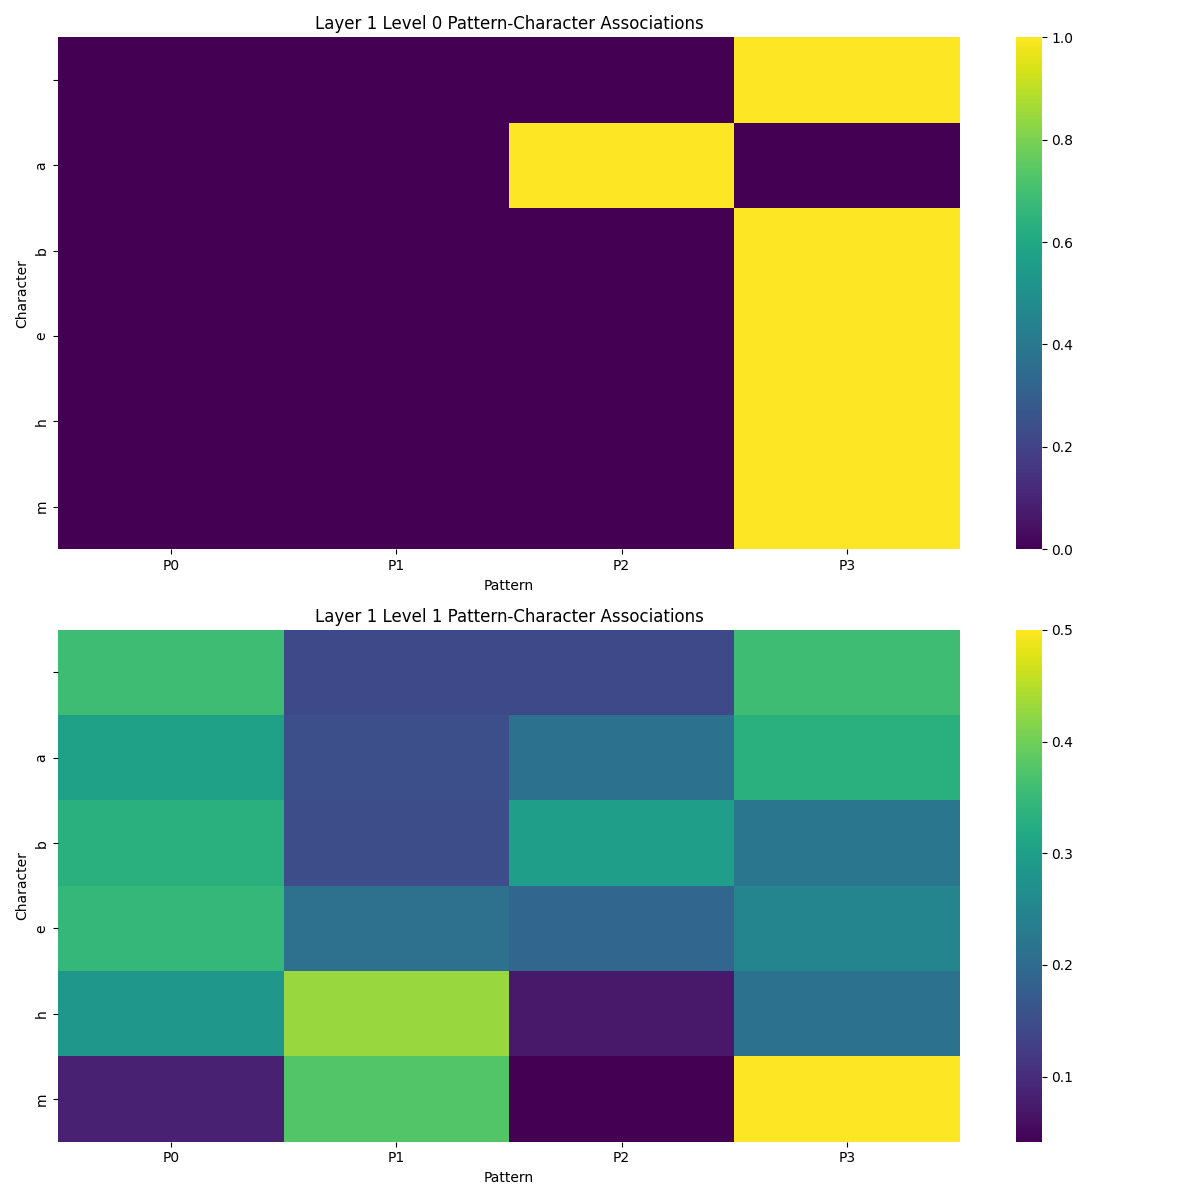 Layer 1 Level 0 Pattern-Character Associations
Character
a
b
e
h
m
P0 P1 P2 P3
Pattern
1.0
0.8
0.6
0.4
0.2
0.0
Layer 1 Level 1 Pattern-Character Associations
Character
a
b
e
h
m
P0 P1 P2 P3
Pattern
0.5
0.4
0.3
0.2
0.1